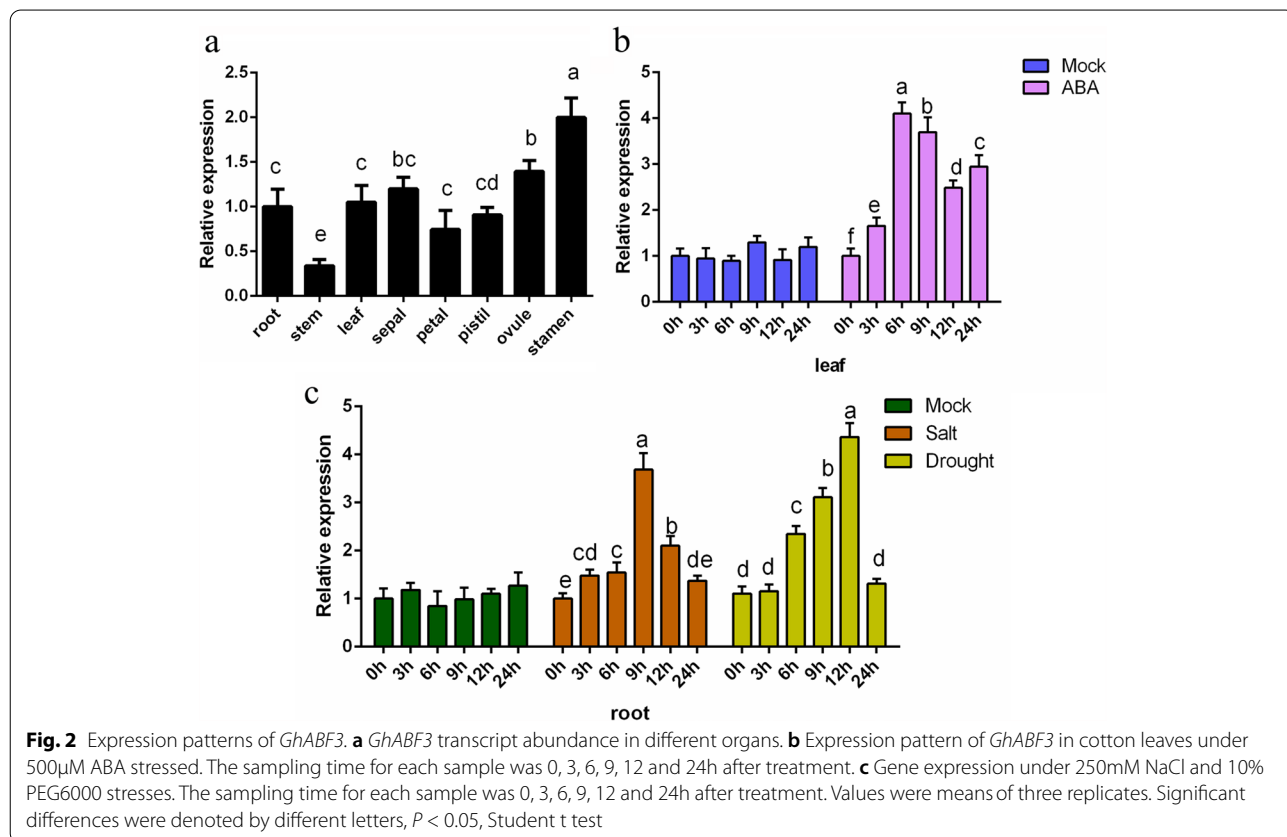 a
Relative expression
2.5
2.0
1.5
1.0
0.5
0.0
c
e
c
bc
c
cd
b
a
root
stem
leaf
sepal
petal
pistil
ovule
stamen
b
Mock
ABA
Relative expression
5
4
3
2
1
0
f
e
a
b
d
c
0h
3h
6h
9h
12h
24h
0h
3h
6h
9h
12h
24h
leaf
c
Mock
Salt
Drought
Relative expression
5
4
3
2
1
0
e
cd
c
a
b
de
d
d
c
b
a
d
0h
3h
6h
9h
12h
24h
0h
3h
6h
9h
12h
24h
0h
3h
6h
9h
12h
24h
root
Fig. 2 Expression patterns of GhABF3. a GhABF3 transcript abundance in different organs. b Expression pattern of GhABF3 in cotton leaves under
500μM ABA stressed. The sampling time for each sample was 0, 3, 6, 9, 12 and 24h after treatment. c Gene expression under 250mM NaCl and 10%
PEG6000 stresses. The sampling time for each sample was 0, 3, 6, 9, 12 and 24h after treatment. Values were means of three replicates. Significant
differences were denoted by different letters, P < 0.05, Student t test